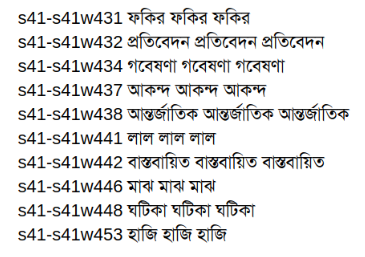 s41-s41w431 ফকির ফকির ফকির
s41-s41w432 প্রতিবেদন প্রতিবেদন প্রতিবেদন
s41-s41w434 গবেষণা গবেষণা গবেষণা
s41-s41w437 আকন্দ আকন্দ আকন্দ
s41-s41w438 আন্তর্জাতিক আন্তর্জাতিক আন্তর্জাতিক
s41-s41w441 লাল লাল লাল
s41-s41w442 বাস্তবায়িত বাস্তবায়িত বাস্তবায়িত
s41-s41w446 মাঝ মাঝ মাঝ
s41-s41w448 ঘটিকা ঘটিকা ঘটিকা
s41-s41w453 হাজি হাজি হাজি